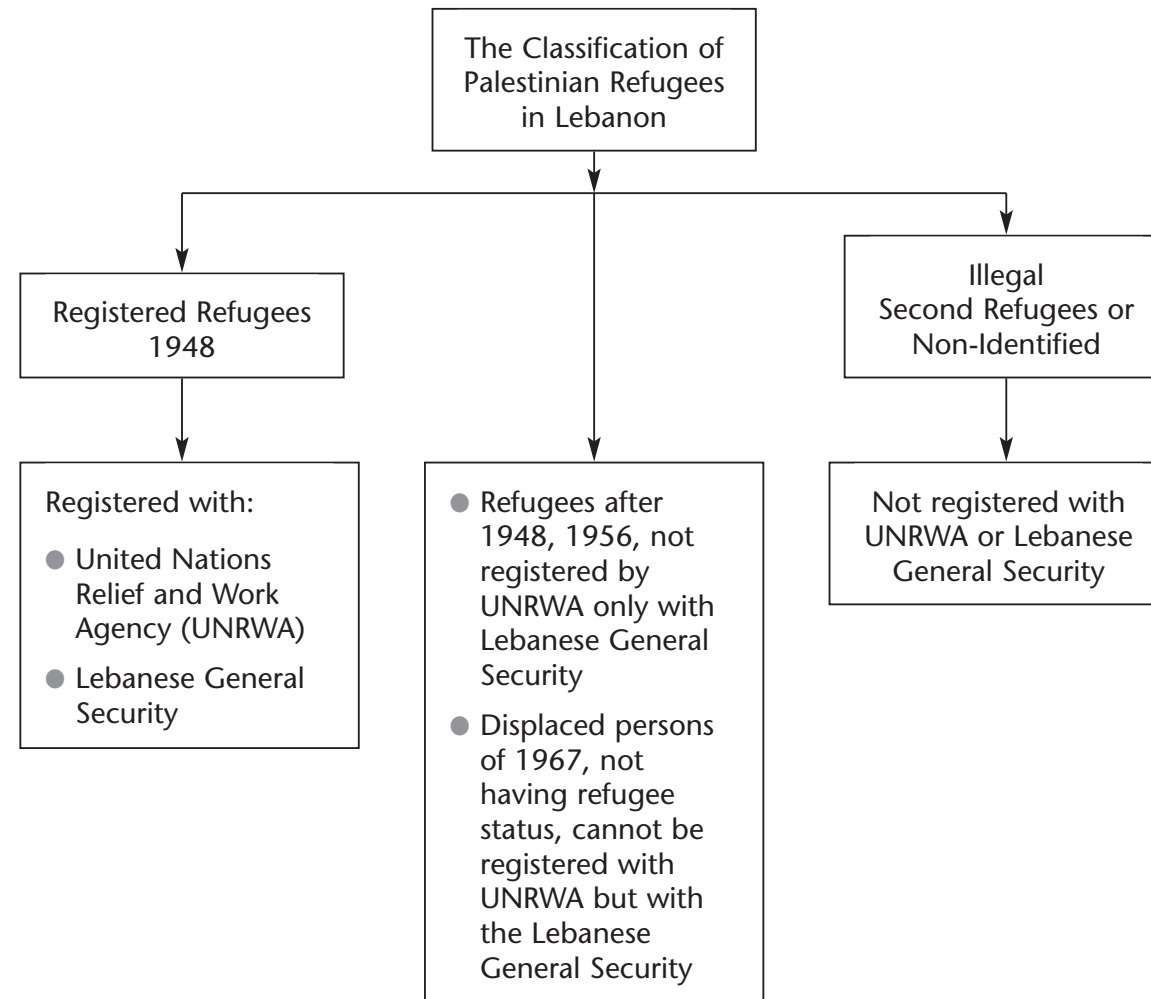 The Classification of
Palestinian Refugees
in Lebanon
Registered Refugees
1948
Illegal
Second Refugees or
Non-Identified
Registered with:
● United Nations
Relief and Work
Agency (UNRWA)
● Lebanese General
Security
● Refugees after
1948, 1956, not
registered by
UNRWA only with
Lebanese General
Security
● Displaced persons
of 1967, not
having refugee
status, cannot be
registered with
UNRWA but with
the Lebanese
General Security
Not registered with
UNRWA or Lebanese
General Security